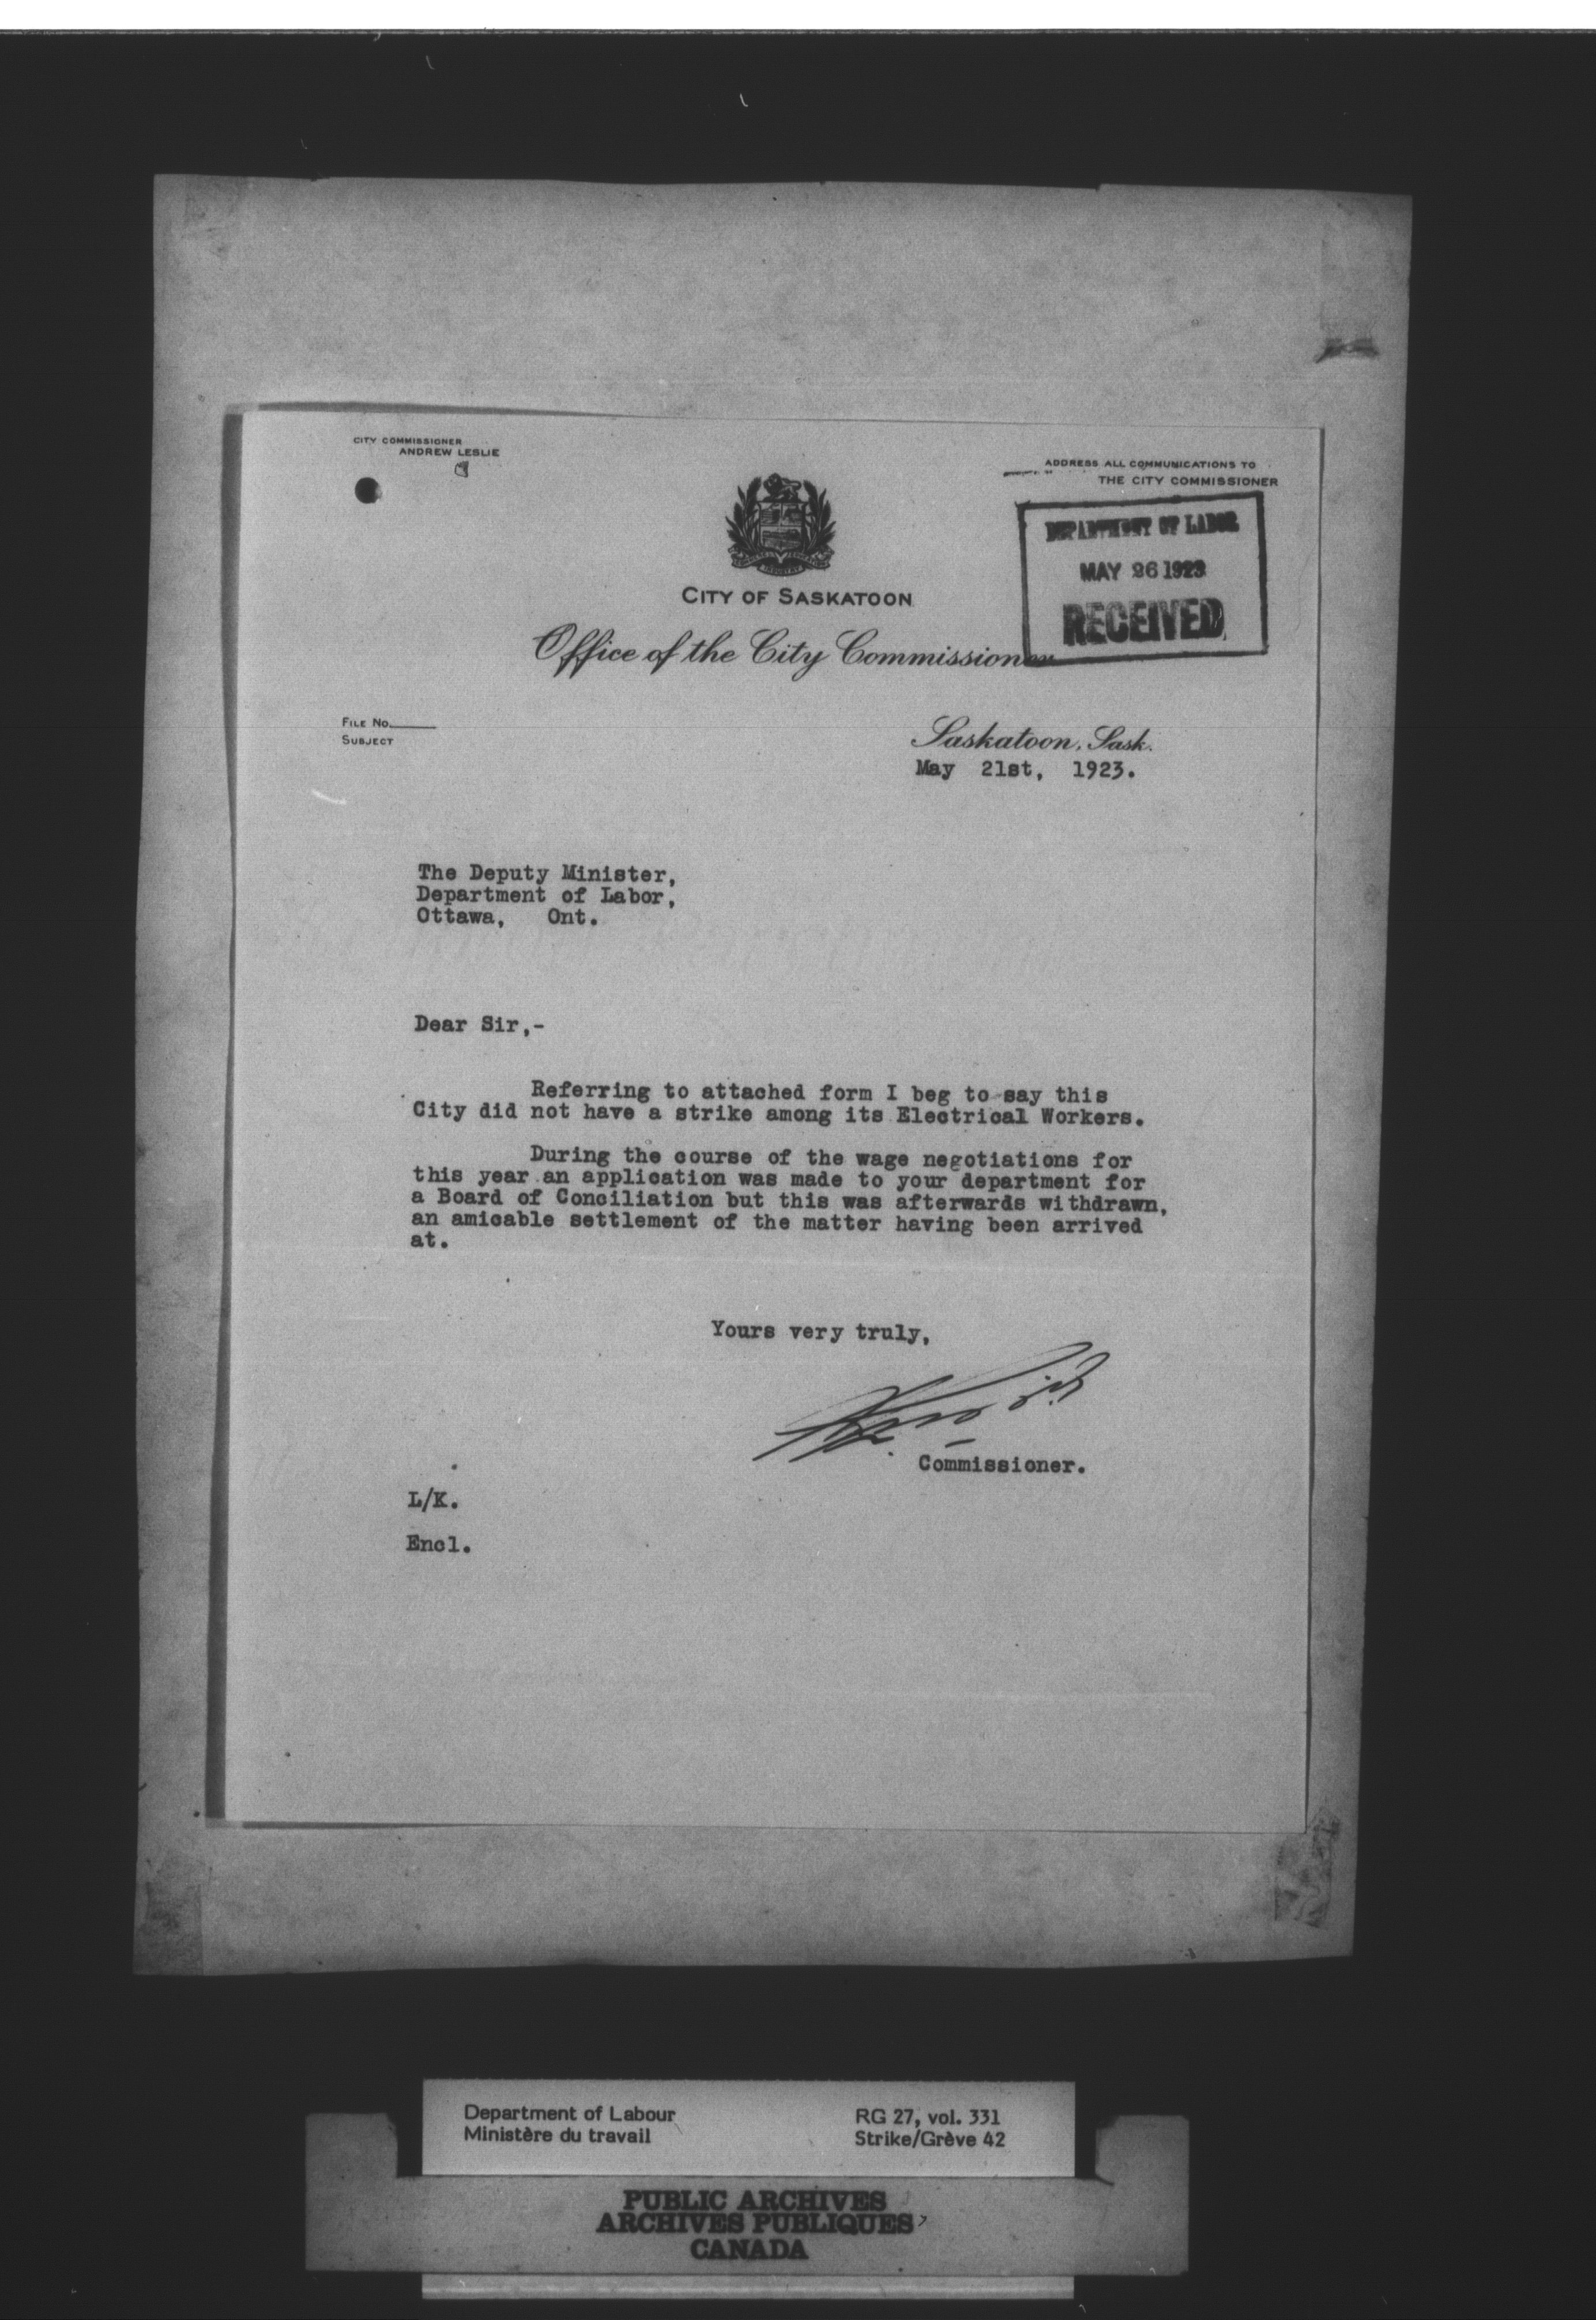 CITY COMMISSIONER
ANDREW LESLIE
ADDRESS ALL COMMUNICATIONS TO
THE CITY COMMISSIONER
DEPARTMENT OF LABOR
MAY 26 1923
RECEIVED
CITY OF SASKATOON
Office of the City Commissioner
FILE NO.
SUBJECT
Saskatoon, Sask.
May 21st, 1923.
The Deputy Minister,
Department of Labor,
Ottawa, Ont.
Dear Sir,-
Referring to attached form I beg to say this
City did not have a strike among its Electrical Workers.
During the course of the wage negotiations for
this year an application was made to your department for
a Board of Conciliation but this was afterwards withdrawn,
an amicable settlement of the matter having been arrived
at.
Yours very truly,
Commissioner.
L/K.
Encl.
Department of Labour
Ministère du travail
RG 27, vol. 331
Strike/Grève 42
PUBLIC ARCHIVES
ARCHIVES PUBLIQUES
CANADA